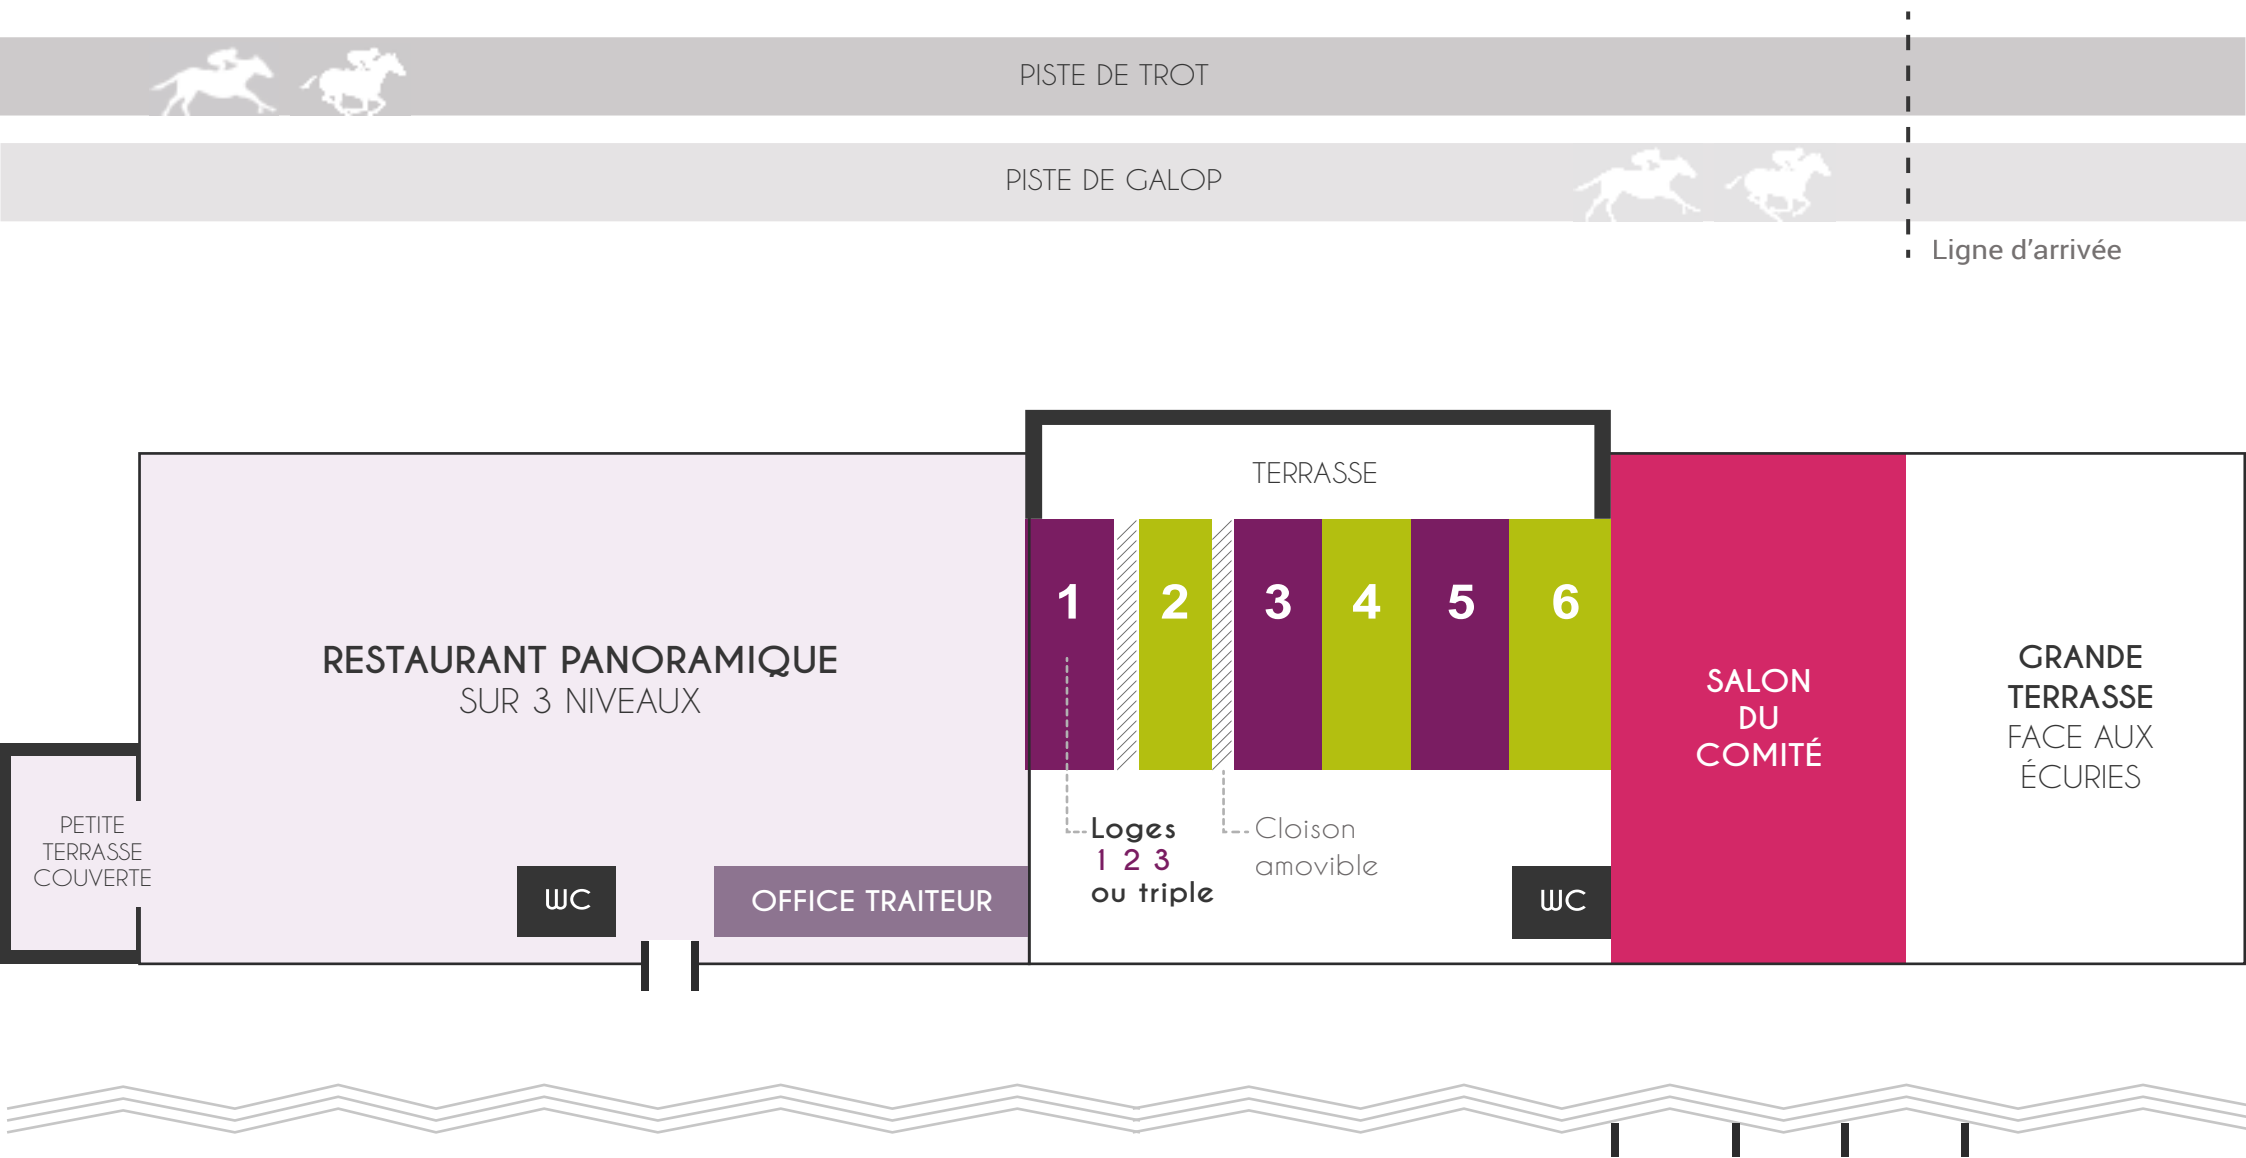 PISTE DE TROT
PISTE DE GALOP
Ligne d'arrivée
TERRASSE
1 2 3 4 5 6
RESTAURANT PANORAMIQUE
SUR 3 NIVEAUX
SALON
DU
COMITÉ
GRANDE
TERRASSE
FACE AUX
ÉCURIES
PETITE
TERRASSE
COUVERTE
WC
OFFICE TRAITEUR
Loges
1 2 3
ou triple
Cloison
amovible
WC